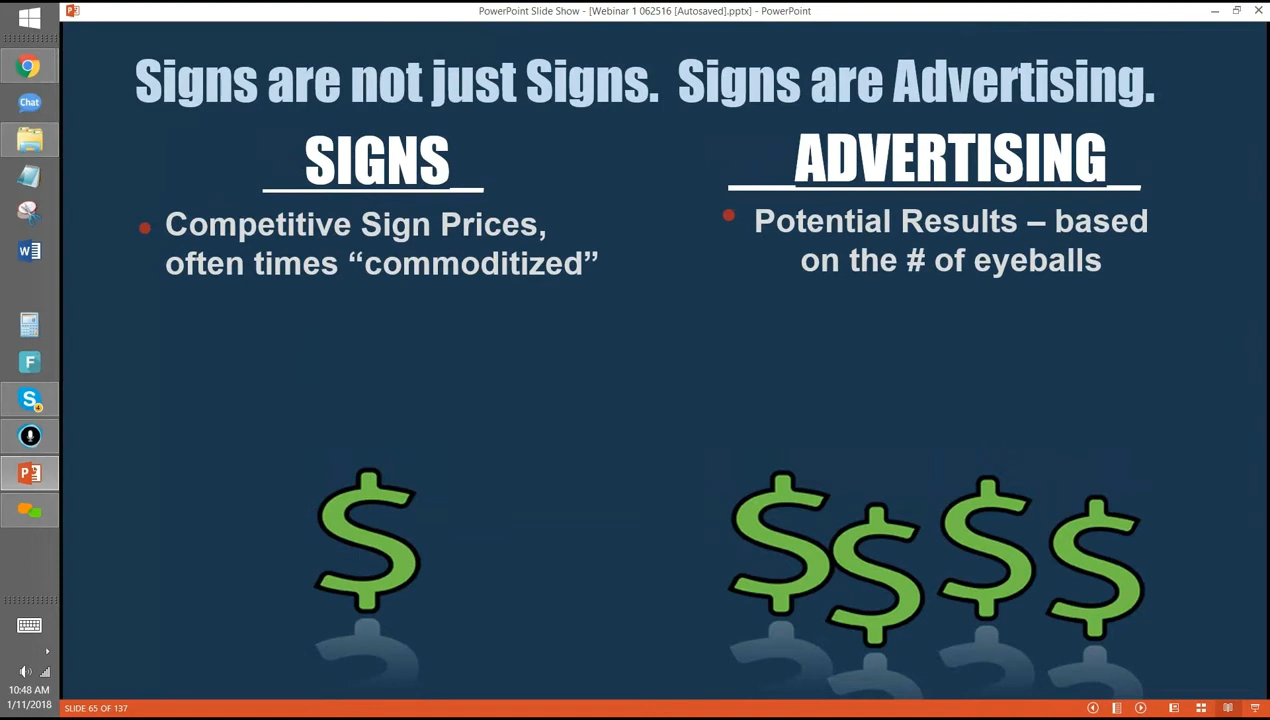 PowerPoint Slide Show - [Webinar 1 062516 [Autosaved].pptx] - PowerPoint
Signs are not just Signs. Signs are Advertising.
SIGNS
Competitive Sign Prices,
often times “commoditized”
$
ADVERTISING
Potential Results – based
on the # of eyeballs
$ $ $ $
Chat
W
F
S
P
10:48 AM
1/11/2018
SLIDE 65 OF 137